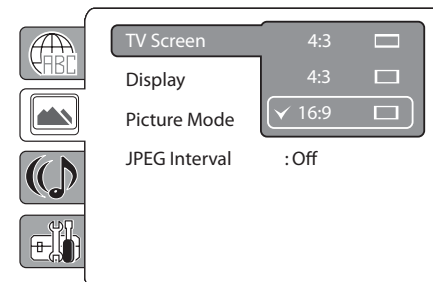 ABC
TV Screen 4:3
Display 4:3
Picture Mode ✓ 16:9
JPEG Interval : Off